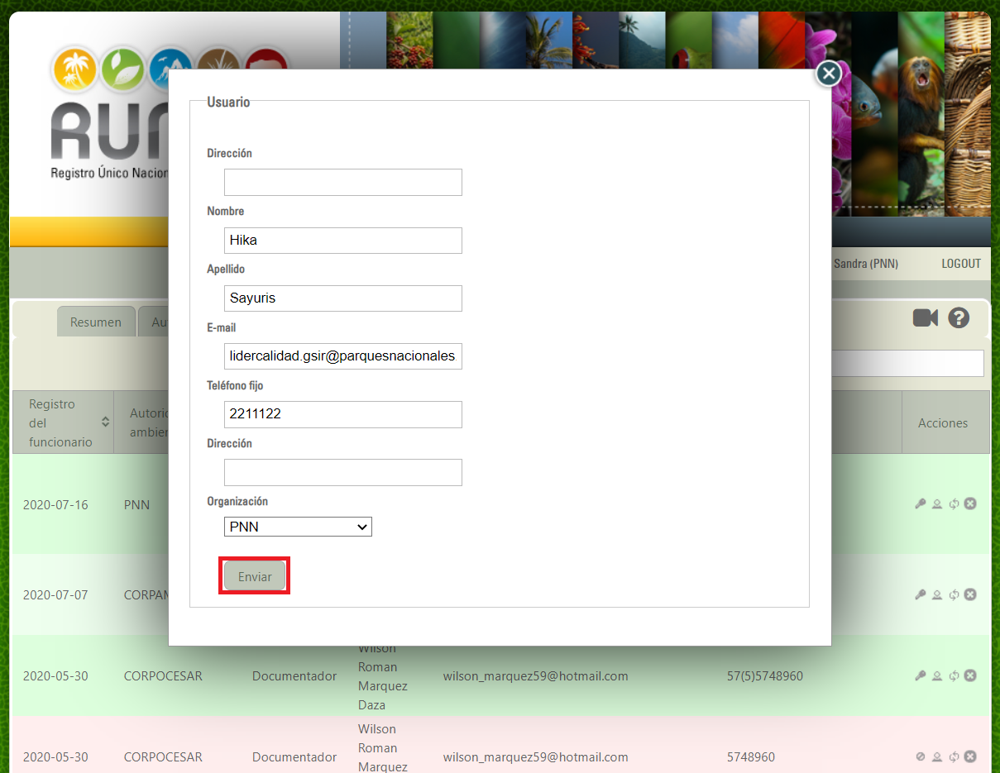 RUN
Registro Único Nacion
Sandra (PNN)
LOGOUT
Resumen
Au
Usuario
Dirección
Nombre
Hika
Apellido
Sayuris
E-mail
lidercalidad.gsir@parquesnacionales
Teléfono fijo
2211122
Dirección
Organización
PNN
Enviar
Registro
del
funcionario
Autorid
ambien
Acciones
2020-07-16 PNN
2020-07-07 CORPAM
2020-05-30 CORPOCESAR Documentador Wilson
Roman
Marquez
Daza
wilson_marquez59@hotmail.com 57(5)5748960
2020-05-30 CORPOCESAR Documentador Wilson
Roman
Marquez
wilson_marquez59@hotmail.com 5748960